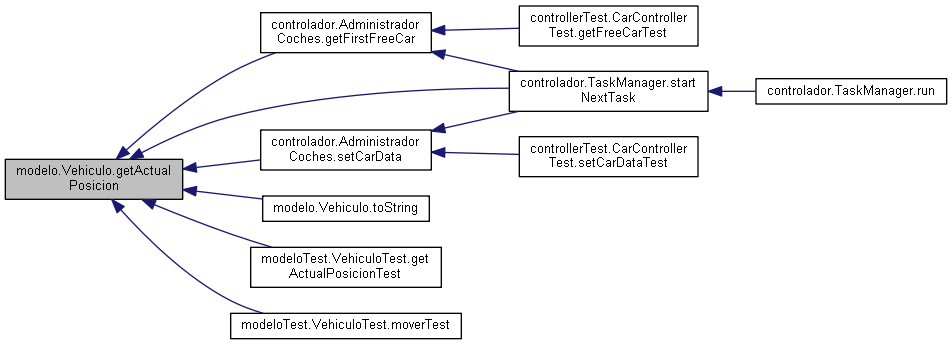 controlador.Administrador
Coches.getFirstFreeCar
controllerTest.CarController
Test.getFreeCarTest
controlador.TaskManager.start
NextTask
controlador.TaskManager.run
controlador.Administrador
Coches.setCarData
controllerTest.CarController
Test.setCarDataTest
modelo.Vehiculo.getActual
Posicion
modelo.Vehiculo.toString
modeloTest.VehiculoTest.get
ActualPosicionTest
modeloTest.VehiculoTest.moverTest